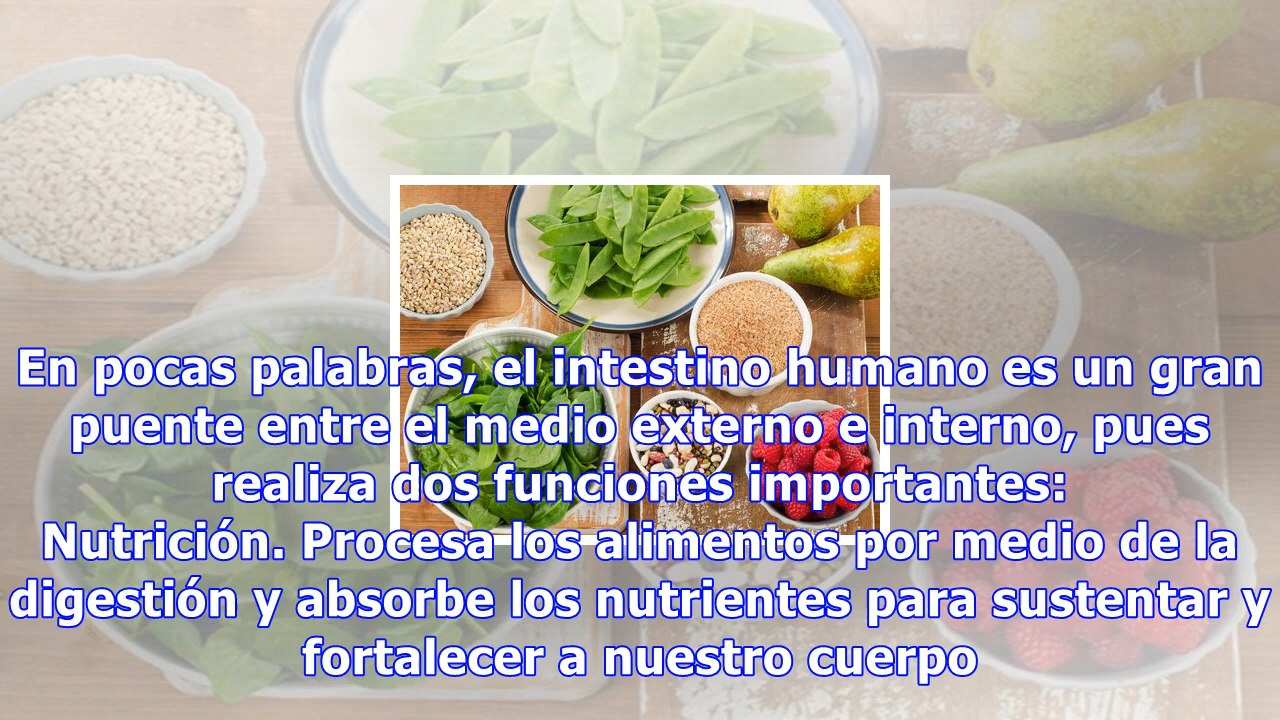 En pocas palabras, el intestino humano es un gran
puente entre el medio externo e interno, pues
realiza dos funciones importantes:
Nutrición. Procesa los alimentos por medio de la
digestión y absorbe los nutrientes para sustentar y
fortalecer a nuestro cuerpo